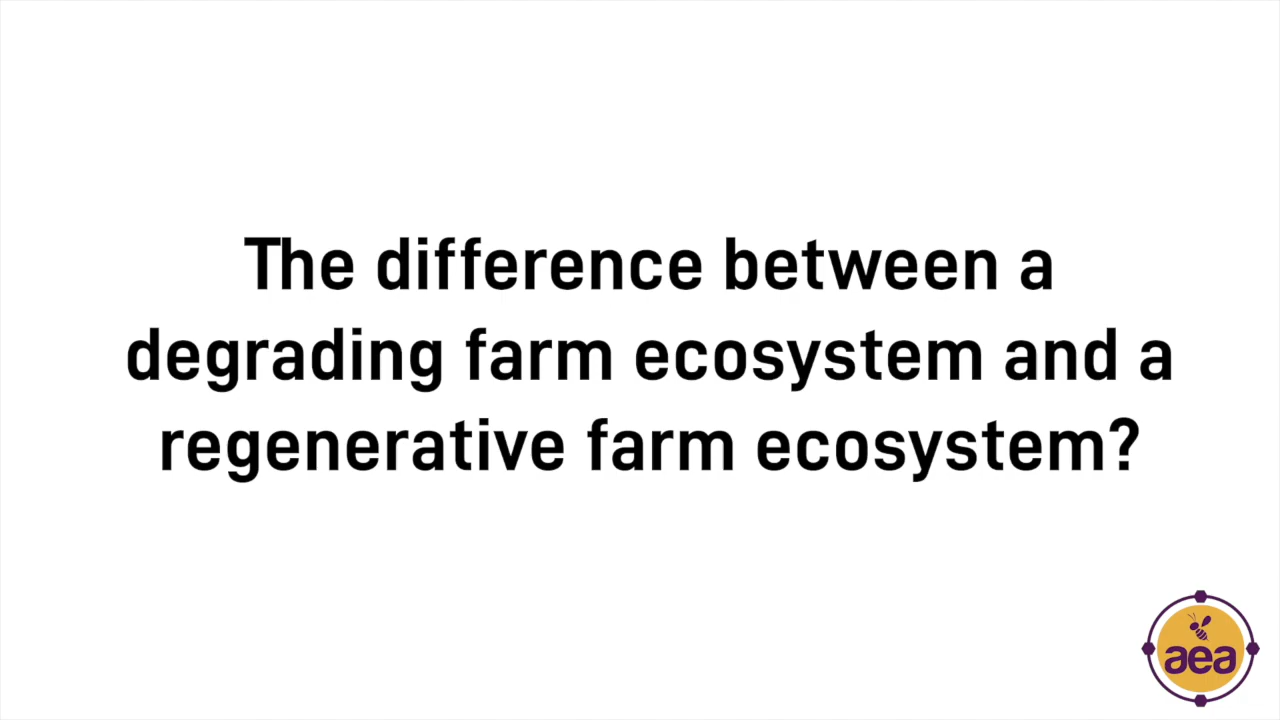 The difference between a
degrading farm ecosystem and a
regenerative farm ecosystem?
aea